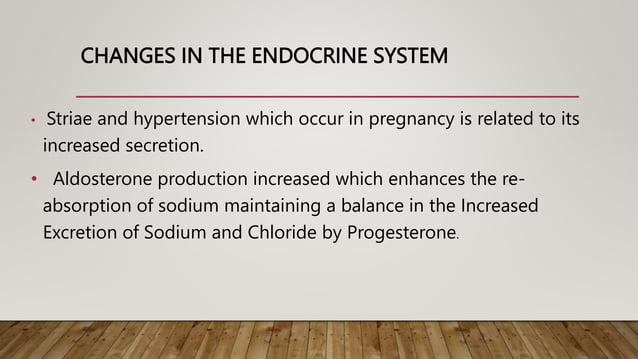 CHANGES IN THE ENDOCRINE SYSTEM
• Striae and hypertension which occur in pregnancy is related to its
increased secretion.
• Aldosterone production increased which enhances the re-
absorption of sodium maintaining a balance in the Increased
Excretion of Sodium and Chloride by Progesterone.